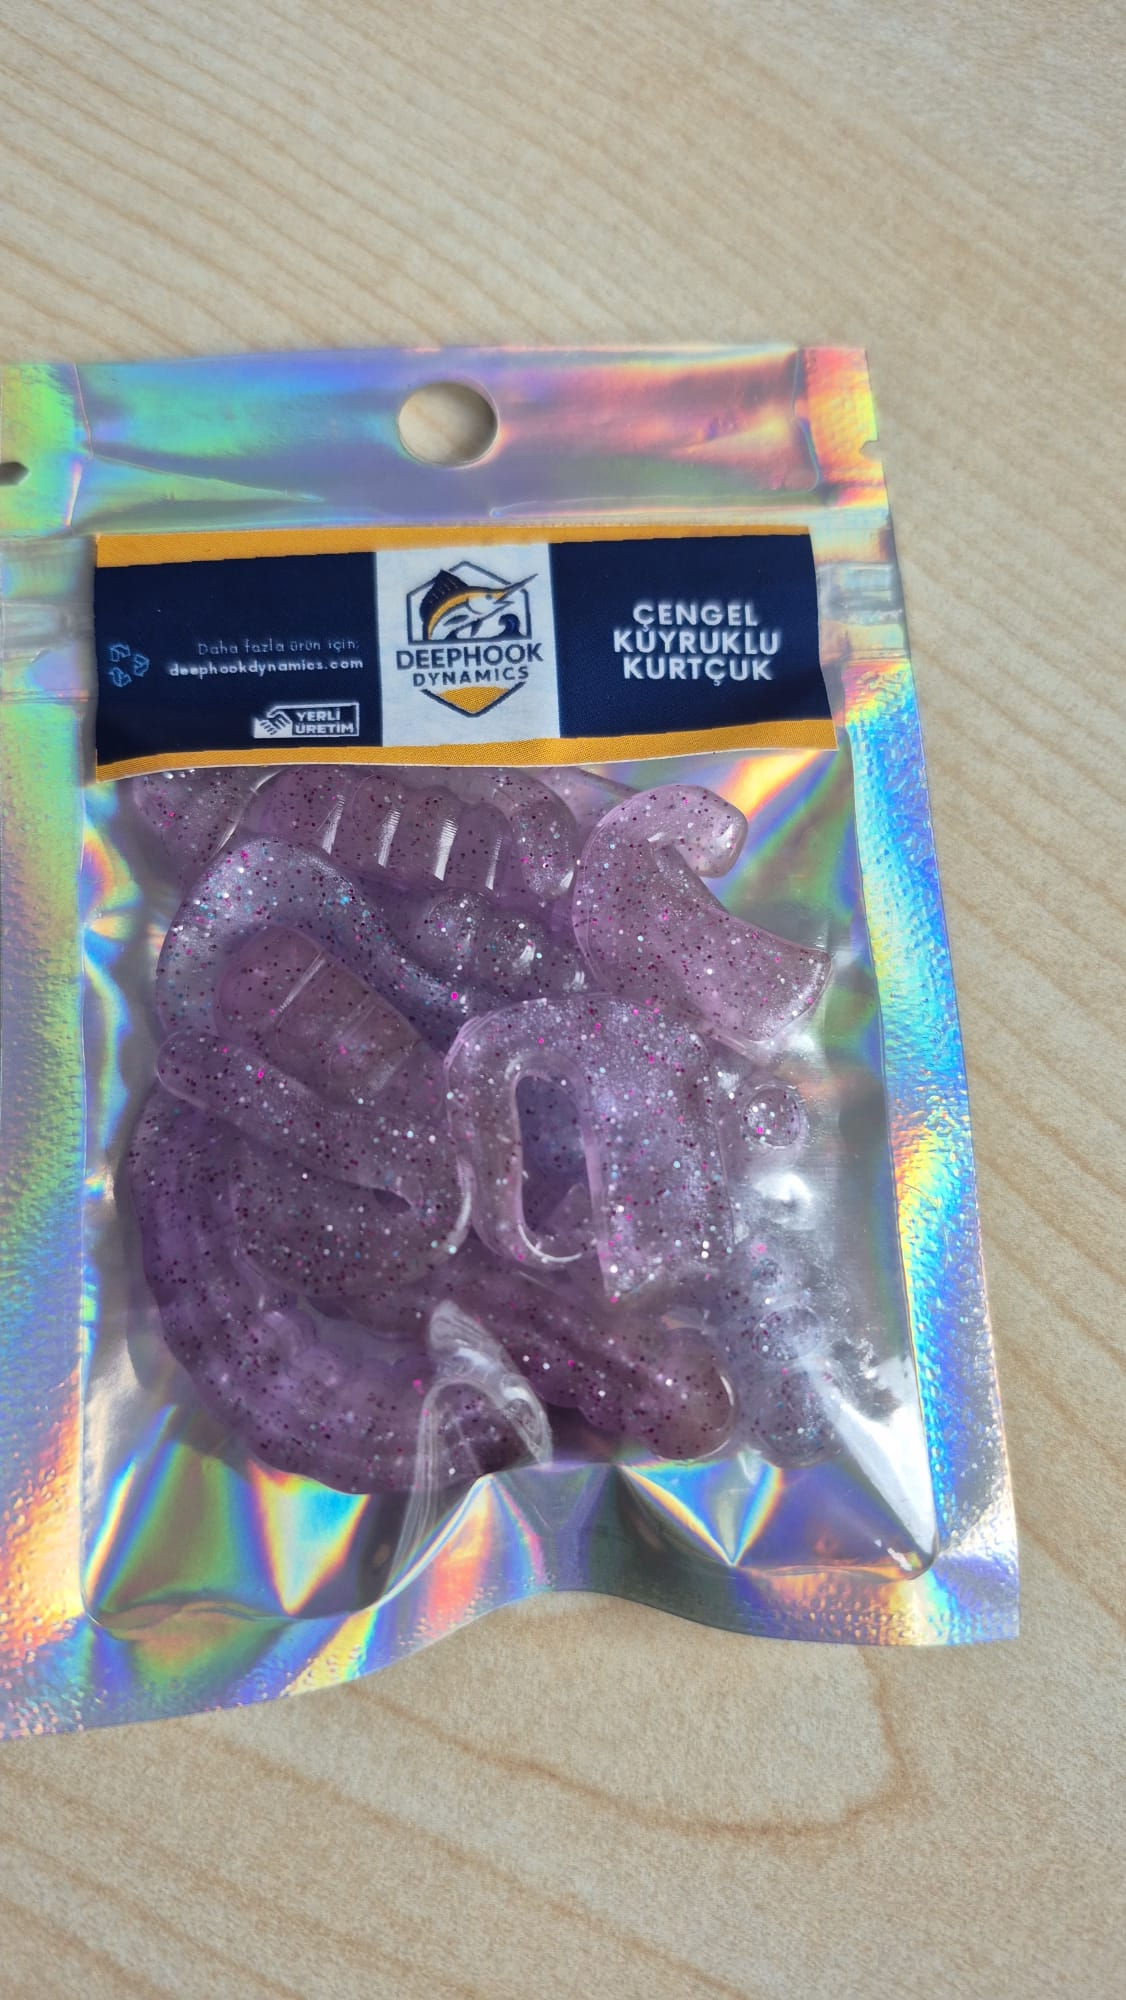 Daha fazla ürün için;
deephookdynamics.com
YERLİ
ÜRETİM
DEEPHOOK
DYNAMICS
ÇENGEL
KUYRUKLU
KURTÇUK